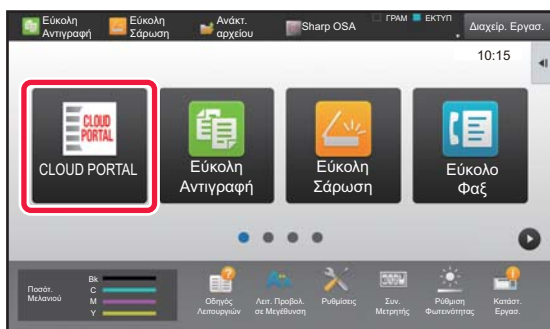 Εύκολη
Αντιγραφή
Εύκολη
Σάρωση
Ανάκτ.
αρχείου
Sharp OSA
ΓΡΑΜ
ΕΚΤΥΠ
Διαχείρ. Εργασ.
10:15
CLOUD
PORTAL
CLOUD PORTAL
Εύκολη
Αντιγραφή
Εύκολη
Σάρωση
Εύκολο
Φαξ
Ποσότ.
Μελανιού
Bk
C
M
Y
Οδηγός
Λειτουργιών
Λειτ. Προβολ.
σε Μεγέθυνση
Ρυθμίσεις
Συν.
Μετρητής
Ρύθμιση
Φωτεινότητας
Κατάστ.
Εργασ.